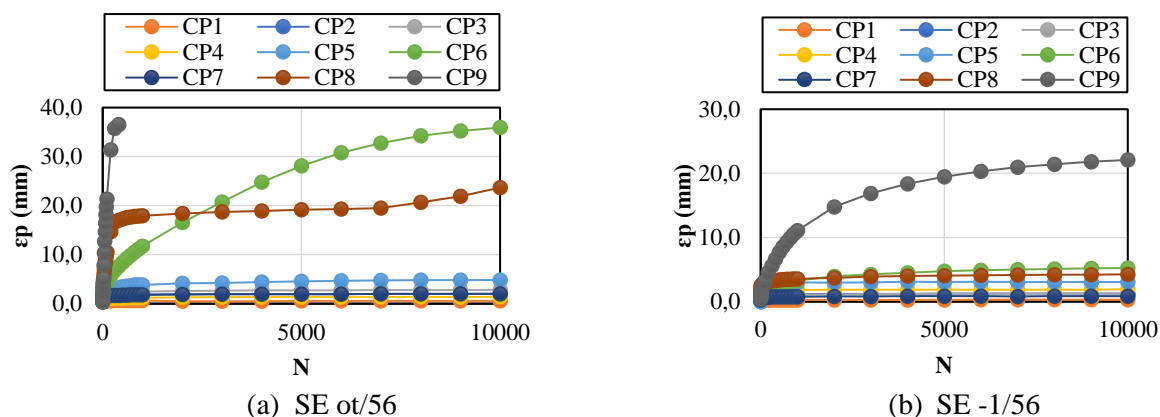 CP1 CP2 CP3
CP4 CP5 CP6
CP7 CP8 CP9
40,0
30,0
20,0
10,0
0,0
εp (mm)
0 5000 10000
N
(a) SE ot/56
CP1 CP2 CP3
CP4 CP5 CP6
CP7 CP8 CP9
30,0
20,0
10,0
0,0
εp (mm)
0 5000 10000
N
(b) SE -1/56